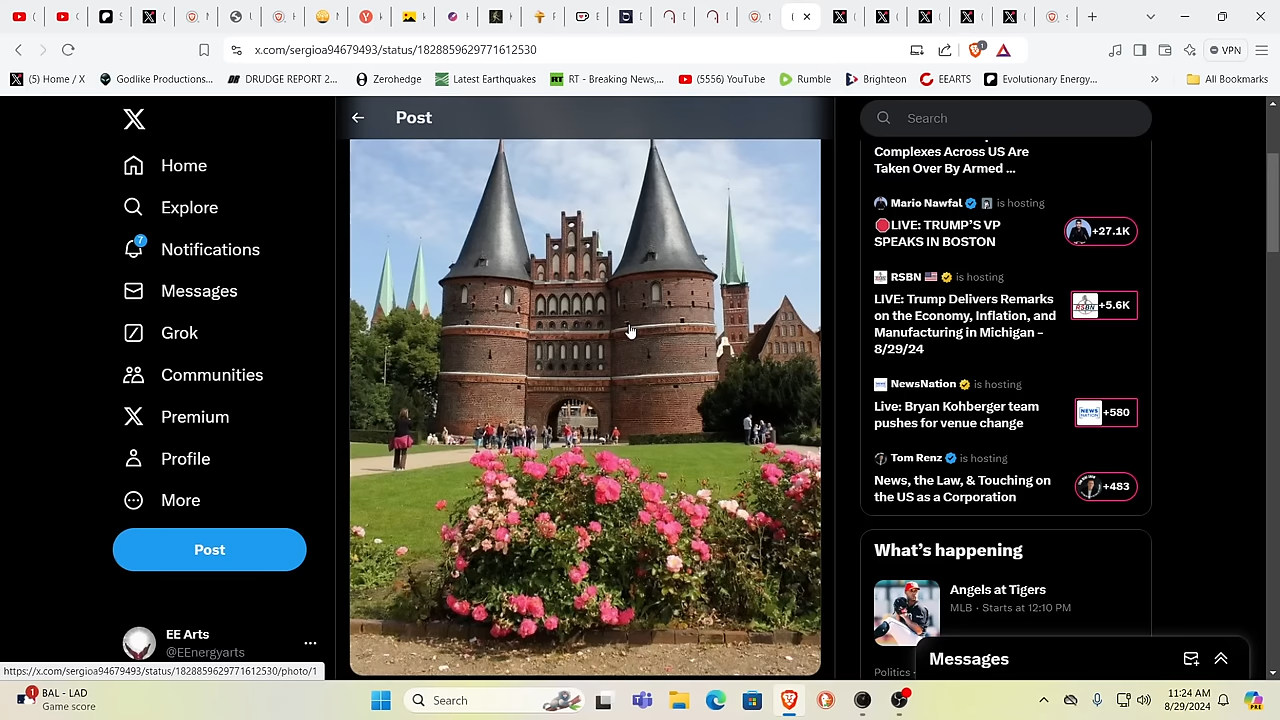 x.com/sergioa94679493/status/1828859629771612530
VPN
(5) Home / X
Godlike Productions...
DRUDGE REPORT 2...
Zerohedge
Latest Earthquakes
RT - Breaking News,...
(5556) YouTube
Rumble
Brighteon
EEARTS
Evolutionary Energy...
All Bookmarks
Home
Explore
7
Notifications
Messages
Grok
Communities
Premium
Profile
More
Post
EE Arts
@EEnergyarts
Post
Search
Complexes Across US Are
Taken Over By Armed ...
Mario Nawfal is hosting
LIVE: TRUMP'S VP
SPEAKS IN BOSTON
+27.1K
RSBN is hosting
LIVE: Trump Delivers Remarks
on the Economy, Inflation, and
Manufacturing in Michigan –
8/29/24
+5.6K
NewsNation is hosting
Live: Bryan Kohberger team
pushes for venue change
+580
Tom Renz is hosting
News, the Law, & Touching on
the US as a Corporation
+483
What's happening
Angels at Tigers
MLB · Starts at 12:10 PM
Politics ·
Messages
https://x.com/sergioa94679493/status/1828859629771612530/photo/1
1
BAL - LAD
Game score
Search
11:24 AM
8/29/2024